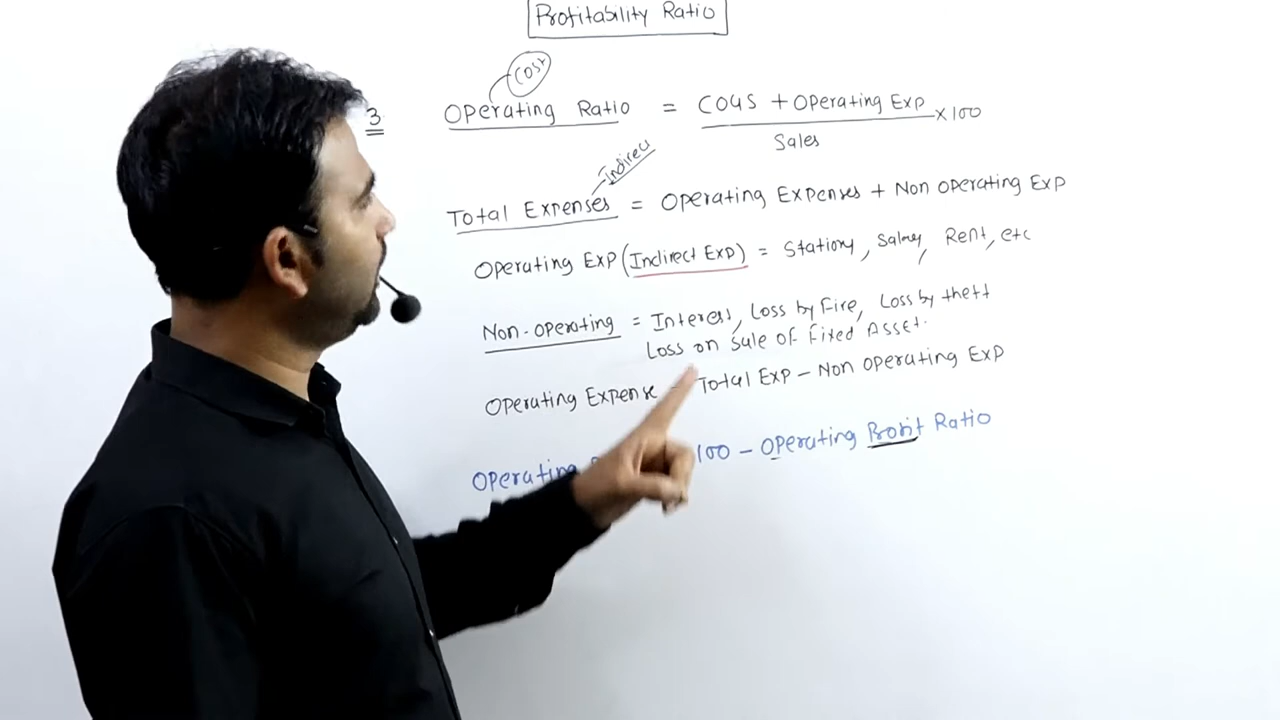 Profitability Ratio
Cost
3 Operating Ratio = COGS + Operating Exp × 100
Sales
Indirect
Total Expenses = Operating Expenses + Non Operating Exp
Operating Exp (Indirect Exp) = Stationy, Salary, Rent, etc
Non-operating = Interest, Loss by Fire, Loss by theft
Loss on Sale of Fixed Asset.
Operating Expense = Total Exp – Non Operating Exp
Operating 100 – Operating Profit Ratio